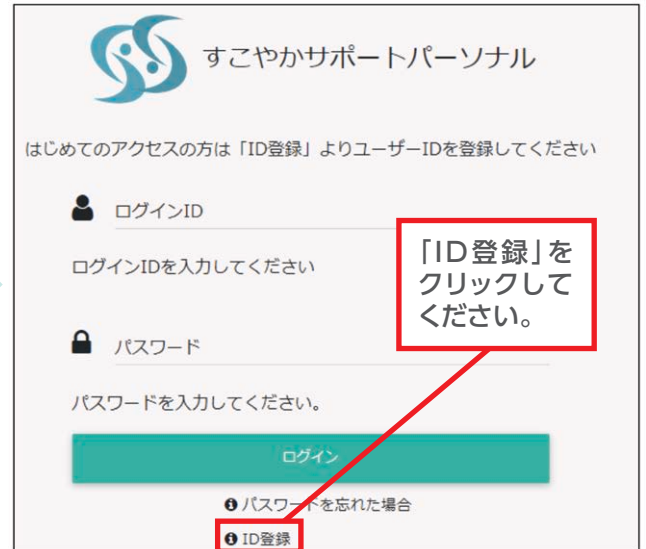 すこやかサポートパーソナル
はじめてのアクセスの方は「ID登録」よりユーザーIDを登録してください
ログインID
ログインIDを入力してください
「ID登録」を
クリックして
ください。
パスワード
パスワードを入力してください。
ログイン
パスワードを忘れた場合
ID登録